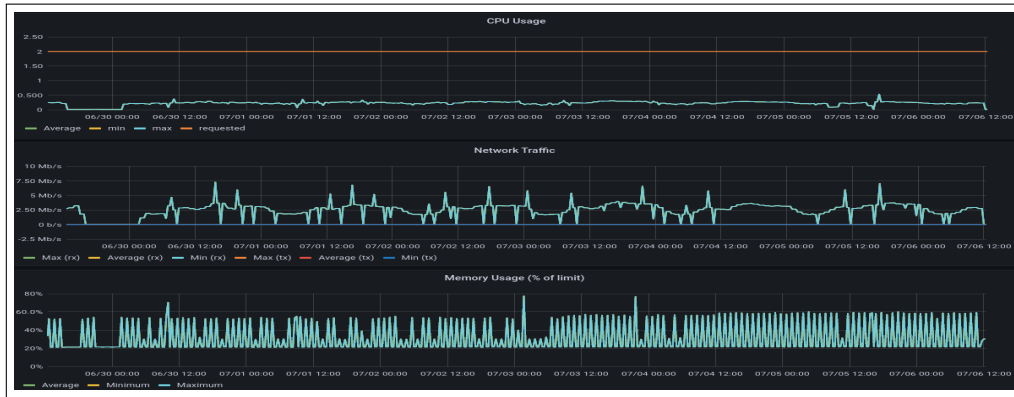 CPU Usage
2.50
2
1.50
1
0.500
0
06/30 00:00 06/30 12:00 07/01 00:00 07/01 12:00 07/02 00:00 07/02 12:00 07/03 00:00 07/03 12:00 07/04 00:00 07/04 12:00 07/05 00:00 07/05 12:00 07/06 00:00 07/06 12:00
Average min max requested
Network Traffic
10 Mb/s
7.50 Mb/s
5 Mb/s
2.50 Mb/s
0 b/s
-2.5 Mb/s
06/30 00:00 06/30 12:00 07/01 00:00 07/01 12:00 07/02 00:00 07/02 12:00 07/03 00:00 07/03 12:00 07/04 00:00 07/04 12:00 07/05 00:00 07/05 12:00 07/06 00:00 07/06 12:00
Max (rx) Average (rx) Min (rx) Max (tx) Average (tx) Min (tx)
Memory Usage (% of limit)
80%
60.0%
40%
20%
0%
06/30 00:00 06/30 12:00 07/01 00:00 07/01 12:00 07/02 00:00 07/02 12:00 07/03 00:00 07/03 12:00 07/04 00:00 07/04 12:00 07/05 00:00 07/05 12:00 07/06 00:00 07/06 12:00
Average Minimum Maximum